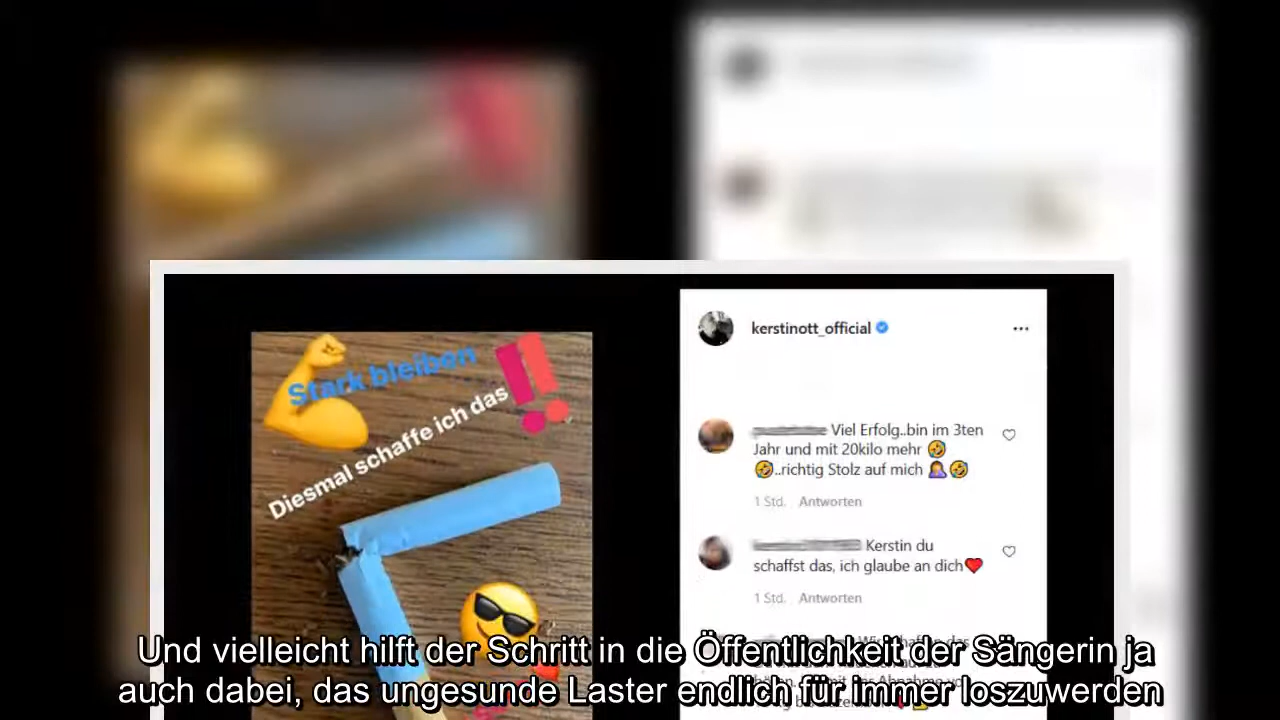 Stark bleiben
Diesmal schaffe ich das
kerstinott_official
Viel Erfolg..bin im 3ten
Jahr und mit 20kilo mehr 🤣
🤣..richtig Stolz auf mich 🤦‍♀️🤣
1 Std. Antworten
Kerstin du
schaffst das, ich glaube an dich❤️
1 Std. Antworten
Und vielleicht hilft der Schritt in die Öffentlichkeit der Sängerin ja
auch dabei, das ungesunde Laster endlich für immer loszuwerden